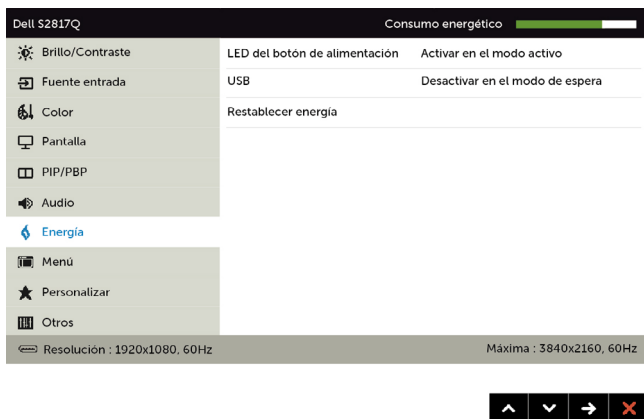 Dell S2817Q Consumo energético
Brillo/Contraste LED del botón de alimentación Activar en el modo activo
Fuente entrada USB Desactivar en el modo de espera
Color Restablecer energía
Pantalla
PIP/PBP
Audio
Energía
Menú
Personalizar
Otros
Resolución : 1920x1080, 60Hz Máxima : 3840x2160, 60Hz